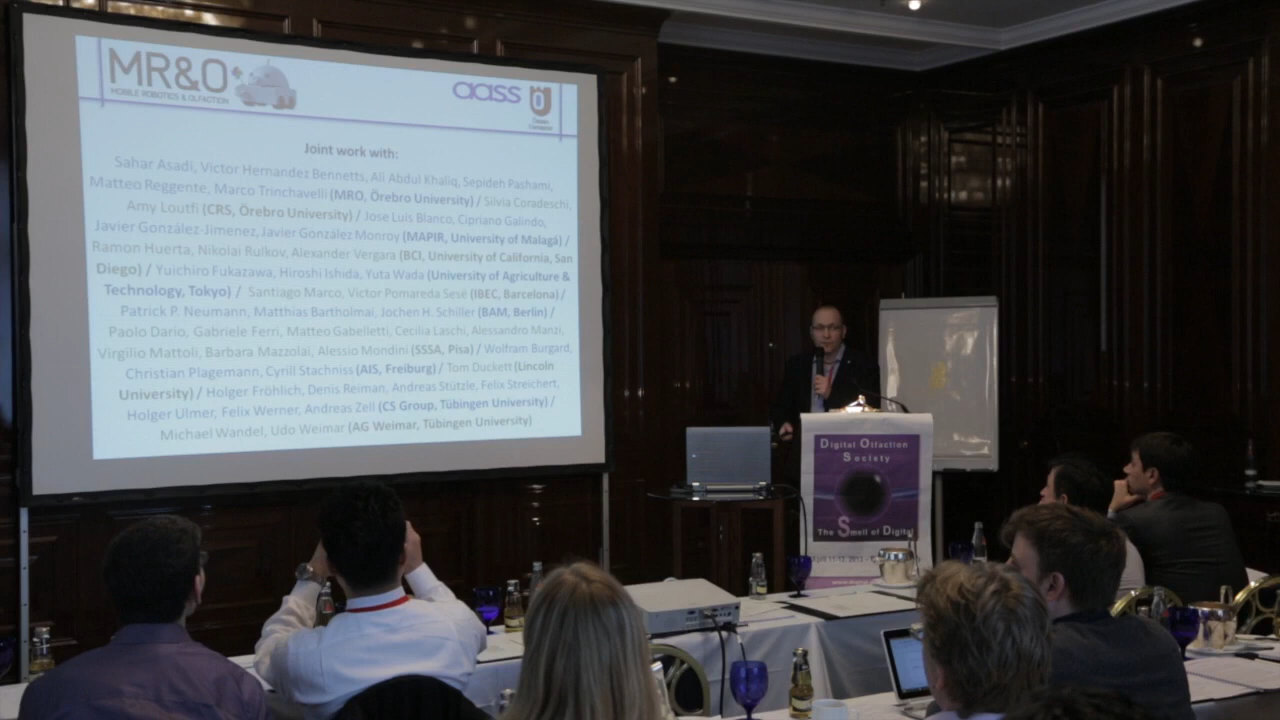 MR&O
MOBILE ROBOTICS & OLFACTION
aass
Joint work with:
Sahar Asadi, Victor Hernandez Bennetts, Ali Abdul Khaliq, Sepideh Pashami,
Matteo Reggente, Marco Trinchavelli (MRO, Örebro University) / Silvia Coradeschi,
Amy Loutfi (CRS, Örebro University) / Jose Luis Blanco, Cipriano Galindo,
Javier González-Jimenez, Javier González Monroy (MAPIR, University of Malagá) /
Ramon Huerta, Nikolai Rulkov, Alexander Vergara (BCI, University of California, San
Diego) / Yuichiro Fukazawa, Hiroshi Ishida, Yuta Wada (University of Agriculture &
Technology, Tokyo) / Santiago Marco, Victor Pomareda Sesé (IBEC, Barcelona) /
Patrick P. Neumann, Matthias Bartholmai, Jochen H. Schiller (BAM, Berlin) /
Paolo Dario, Gabriele Ferri, Matteo Gabelletti, Cecilia Laschi, Alessandro Manzi,
Virgilio Mattoli, Barbara Mazzolai, Alessio Mondini (SSSA, Pisa) / Wolfram Burgard,
Christian Plagemann, Cyrill Stachniss (AIS, Freiburg) / Tom Duckett (Lincoln
University) / Holger Fröhlich, Denis Reiman, Andreas Stützle, Felix Streichert,
Holger Ulmer, Felix Werner, Andreas Zell (CS Group, Tübingen University) /
Michael Wandel, Udo Weimar (AG Weimar, Tübingen University)
Digital Olfaction
Society
The Smell of Digital